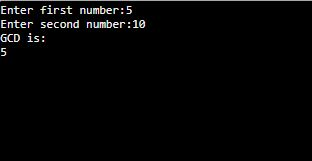 Enter first number:5
Enter second number:10
GCD is:
5